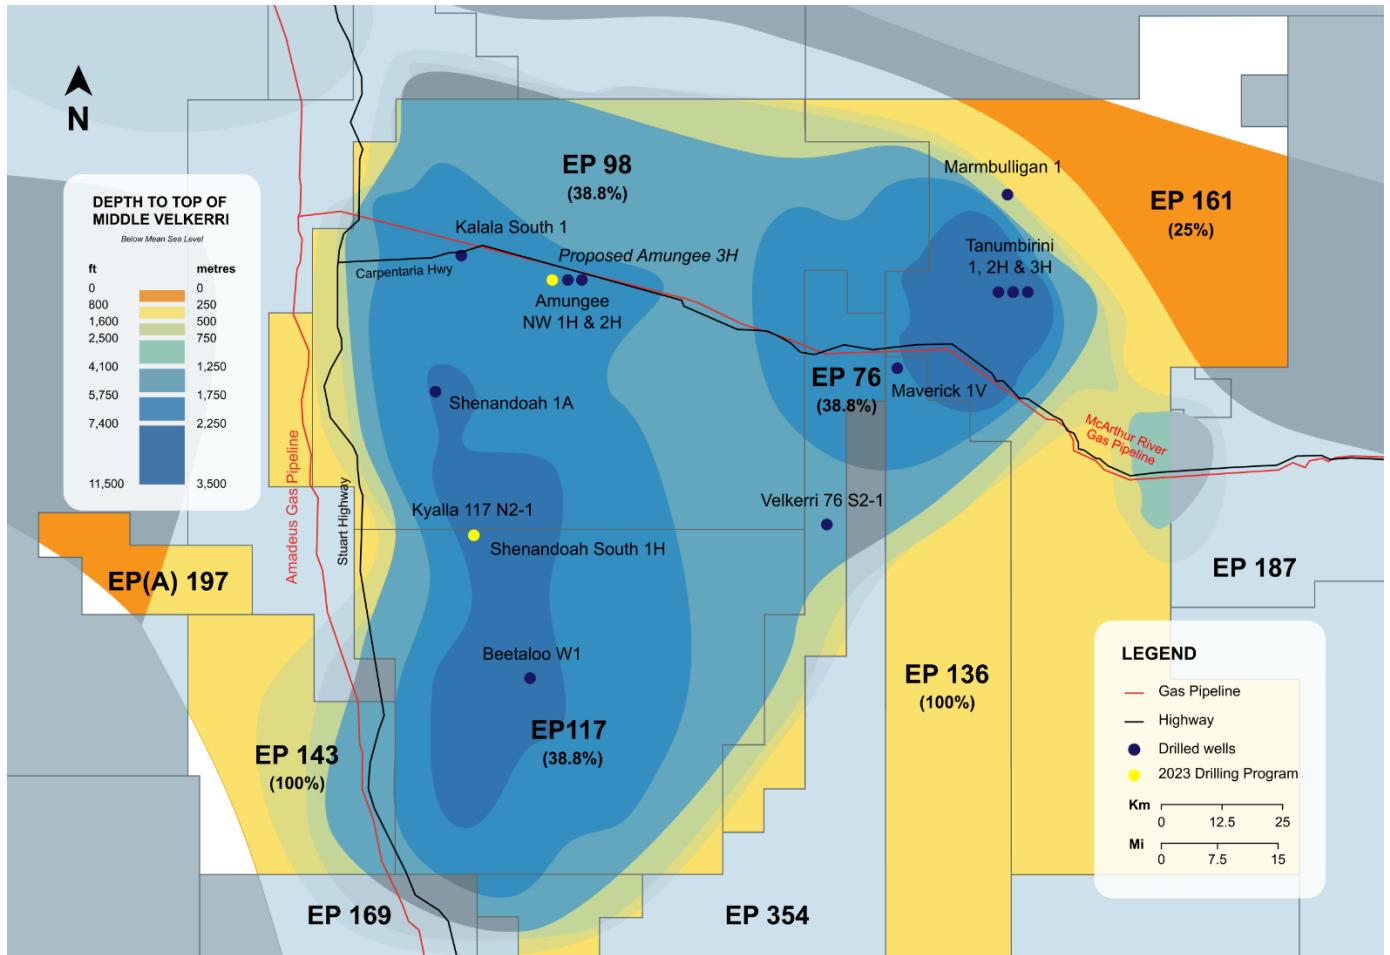 N
DEPTH TO TOP OF
MIDDLE VELKERRI
Below Mean Sea Level
ft metres
0 0
800 250
1,600 500
2,500 750
4,100 1,250
5,750 1,750
7,400 2,250
11,500 3,500
EP 98
(38.8%)
Marmbulligan 1
EP 161
(25%)
Kalala South 1
Carpentaria Hwy
Proposed Amungee 3H
Amungee
NW 1H & 2H
Tanumbirini
1, 2H & 3H
EP 76
(38.8%)
Maverick 1V
Shenandoah 1A
McArthur River
Gas Pipeline
Amadeus Gas Pipeline
Stuart Highway
Kyalla 117 N2-1
Shenandoah South 1H
Velkerri 76 S2-1
EP(A) 197
EP 187
Beetaloo W1
EP 136
(100%)
EP117
(38.8%)
EP 143
(100%)
EP 169
EP 354
LEGEND
Gas Pipeline
Highway
Drilled wells
2023 Drilling Program
Km
0 12.5 25
Mi
0 7.5 15